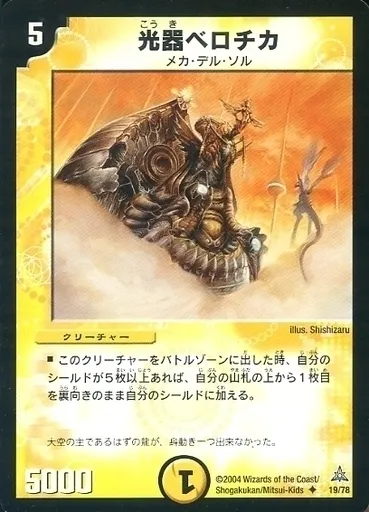 5
こうき
光器ペロチカ
メカ・デル・ソル
illus. Shishizaru
クリーチャー
■ このクリーチャーをバトルゾーンに出した時、自分の
シールドが5枚以上あれば、自分の山札の上から1枚目
を裏向きのまま自分のシールドに加える。
大空の主であるはずの龍が、身動き一つ出来なかった。
5000
1
©2004 Wizards of the Coast/
Shogakukan/Mitsui-Kids
19/78